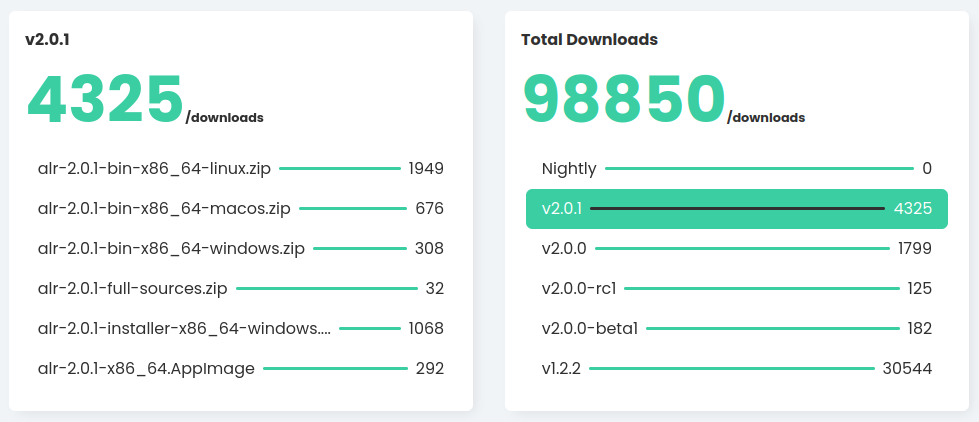 v2.0.1
4325/downloads
alr-2.0.1-bin-x86_64-linux.zip 1949
alr-2.0.1-bin-x86_64-macos.zip 676
alr-2.0.1-bin-x86_64-windows.zip 308
alr-2.0.1-full-sources.zip 32
alr-2.0.1-installer-x86_64-windows.... 1068
alr-2.0.1-x86_64.AppImage 292
Total Downloads
98850/downloads
Nightly 0
v2.0.1 4325
v2.0.0 1799
v2.0.0-rc1 125
v2.0.0-beta1 182
v1.2.2 30544